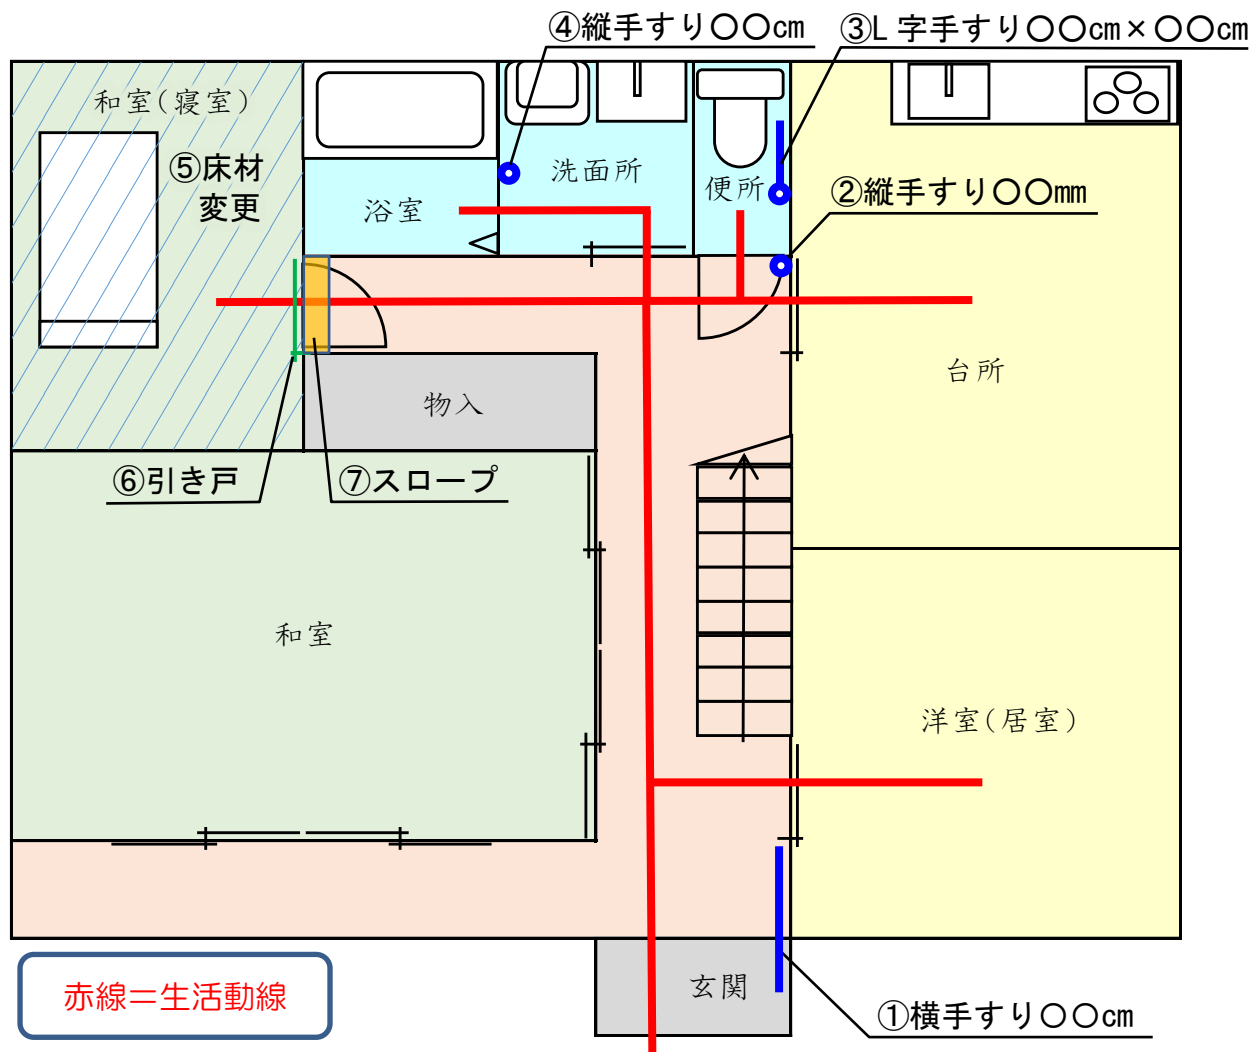 ④縦手すり〇〇cm
③L字手すり〇〇cm×〇〇cm
和室(寝室)
⑤床材
変更
洗面所
便所
②縦手すり〇〇mm
浴室
台所
物入
⑥引き戸
⑦スロープ
和室
洋室(居室)
玄関
赤線＝生活動線
①横手すり〇〇cm